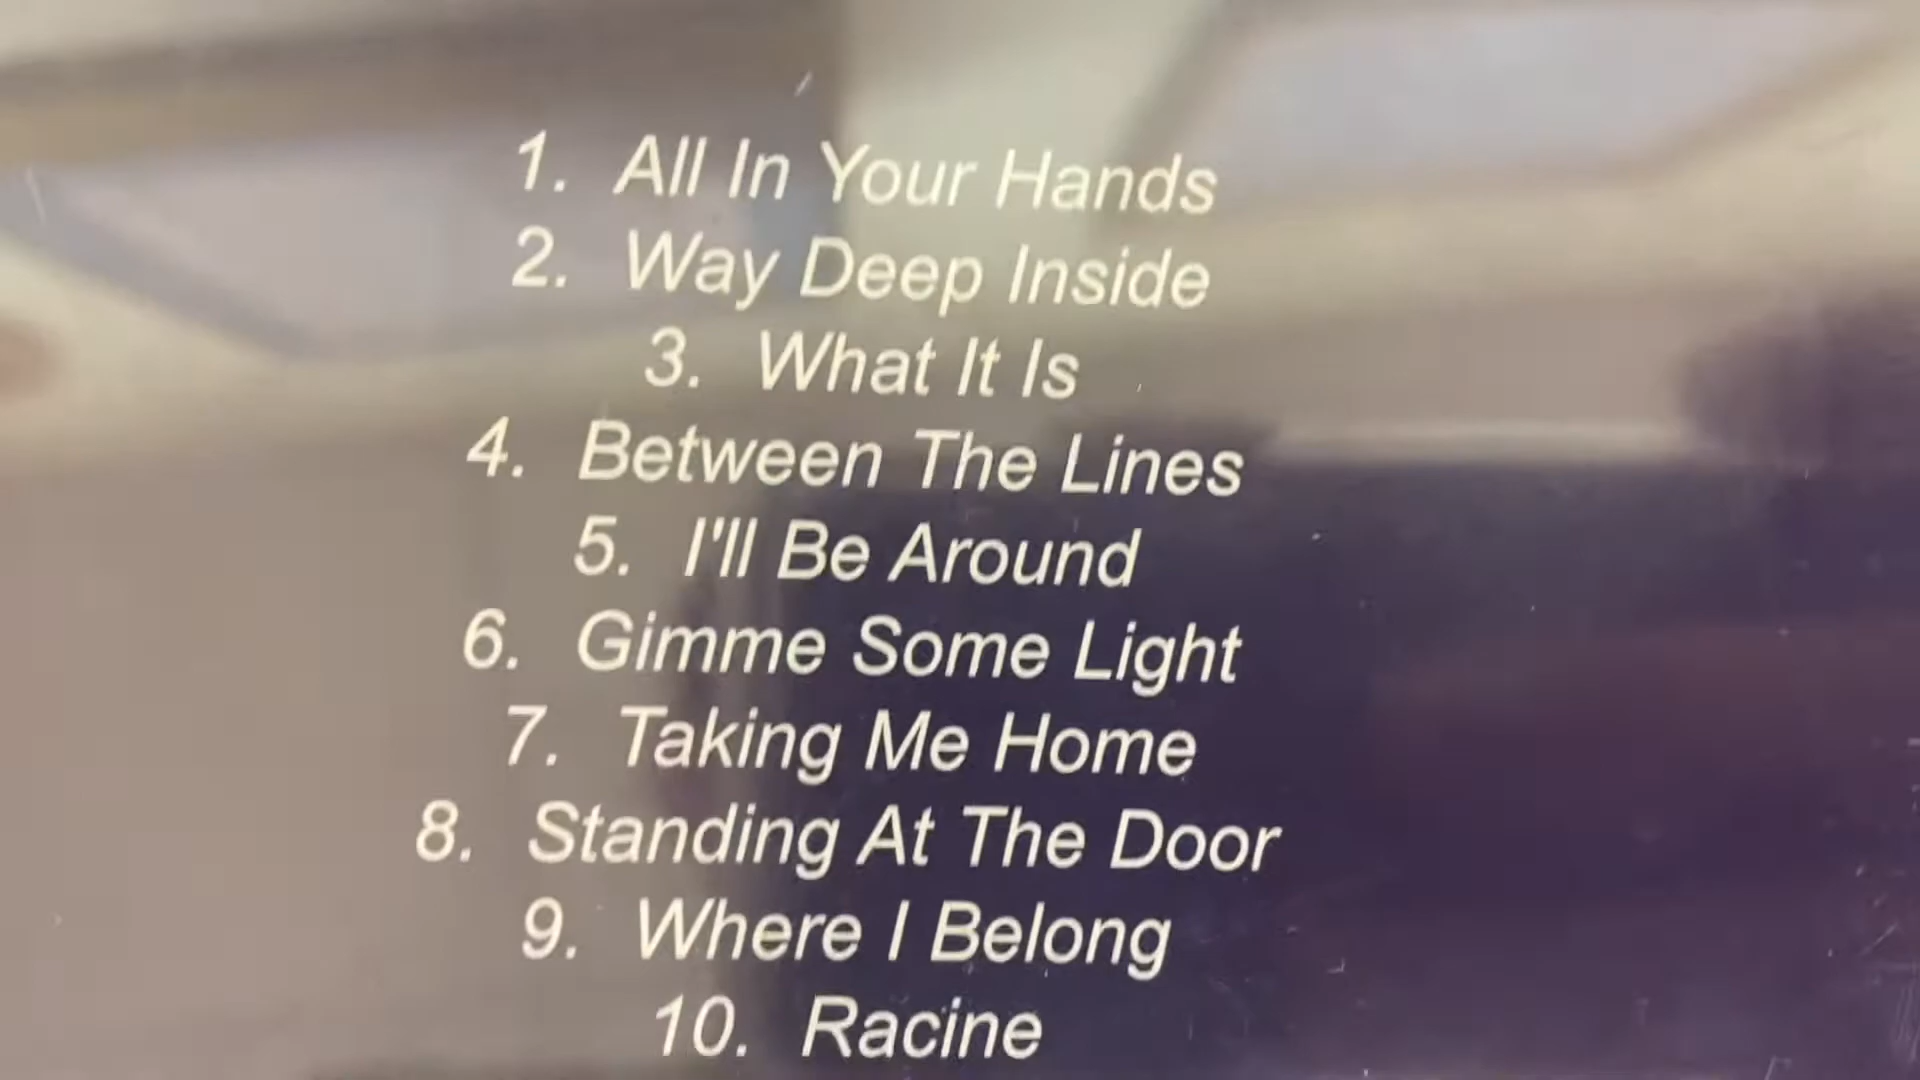 1. All In Your Hands
2. Way Deep Inside
3. What It Is
4. Between The Lines
5. I'll Be Around
6. Gimme Some Light
7. Taking Me Home
8. Standing At The Door
9. Where I Belong
10. Racine